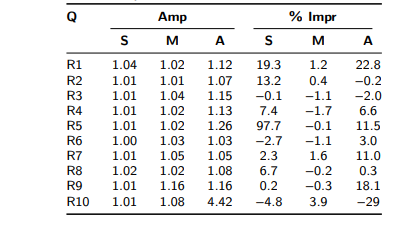 Q Amp % Impr
S M A S M A
R1 1.04 1.02 1.12 19.3 1.2 22.8
R2 1.01 1.01 1.07 13.2 0.4 −0.2
R3 1.01 1.04 1.15 −0.1 −1.1 −2.0
R4 1.01 1.02 1.13 7.4 −1.7 6.6
R5 1.01 1.02 1.26 97.7 −0.1 11.5
R6 1.00 1.03 1.03 −2.7 −1.1 3.0
R7 1.01 1.05 1.05 2.3 1.6 11.0
R8 1.02 1.02 1.08 6.7 −0.2 0.3
R9 1.01 1.16 1.16 0.2 −0.3 18.1
R10 1.01 1.08 4.42 −4.8 3.9 −29